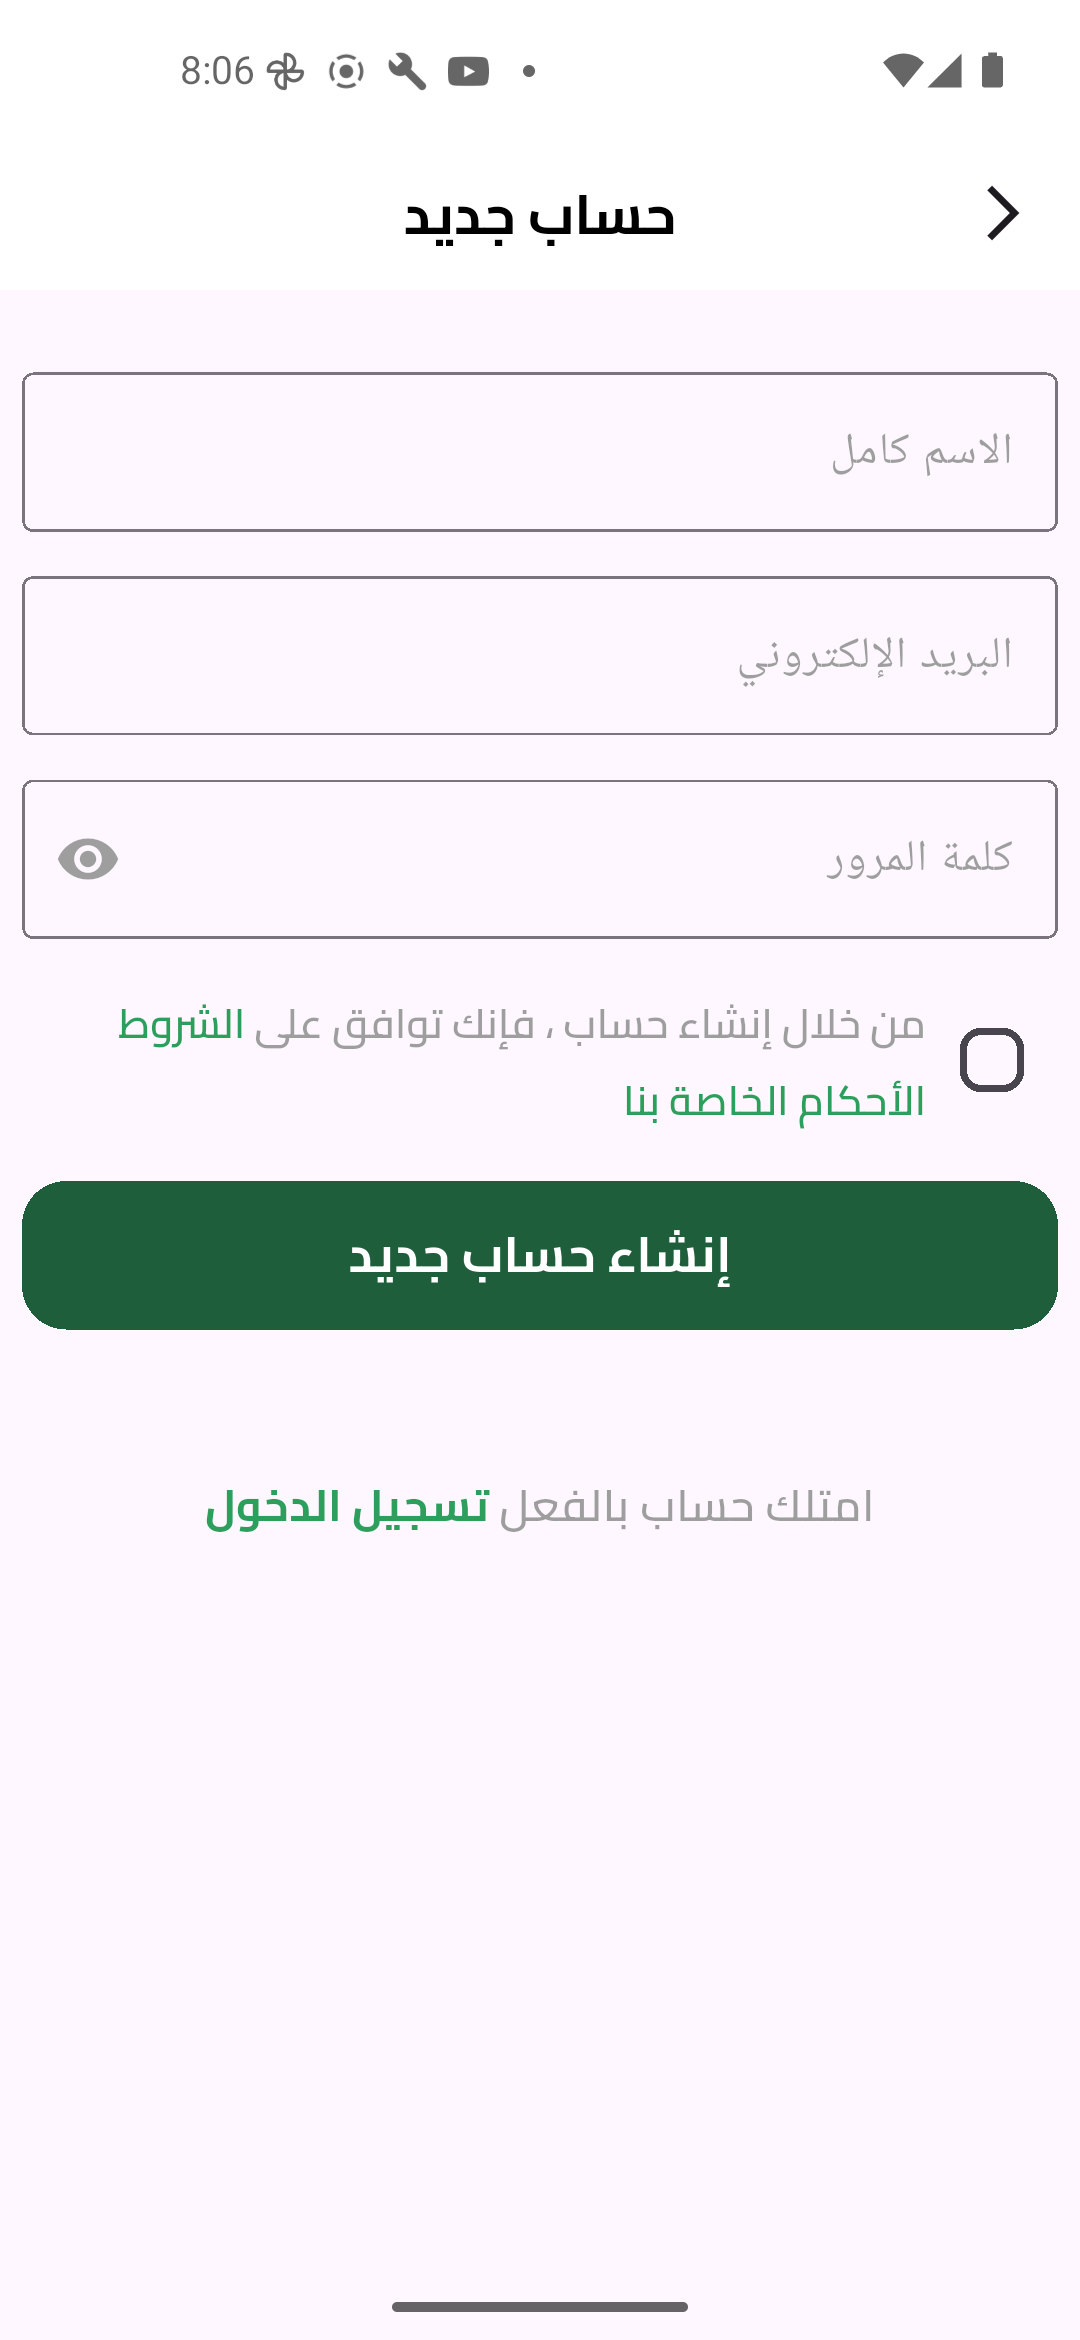 8:06
حساب جديد
الاسم كامل
البريد الإلكتروني
كلمة المرور
من خلال إنشاء حساب ، فإنك توافق على الشروط
الأحكام الخاصة بنا
إنشاء حساب جديد
امتلك حساب بالفعل تسجيل الدخول